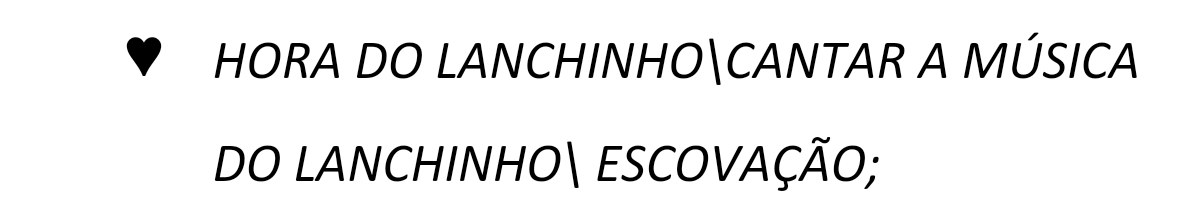 ♥ HORA DO LANCHINHO\CANTAR A MÚSICA
DO LANCHINHO\ ESCOVAÇÃO;